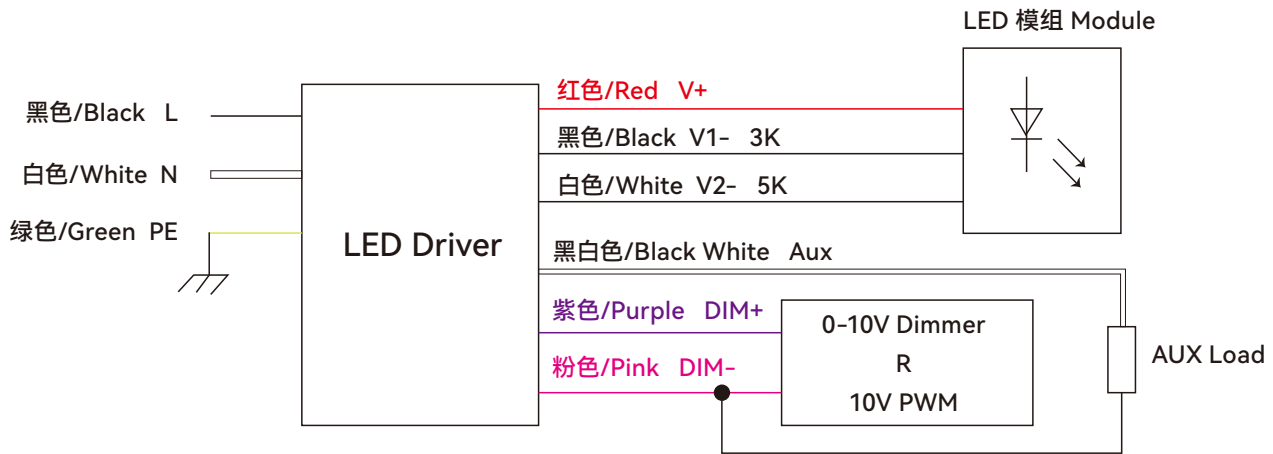 LED 模组 Module
红色/Red V+
黑色/Black L
黑色/Black V1- 3K
白色/White N
白色/White V2- 5K
绿色/Green PE
LED Driver
黑白色/Black White Aux
紫色/Purple DIM+
0-10V Dimmer
R
10V PWM
粉色/Pink DIM-
AUX Load